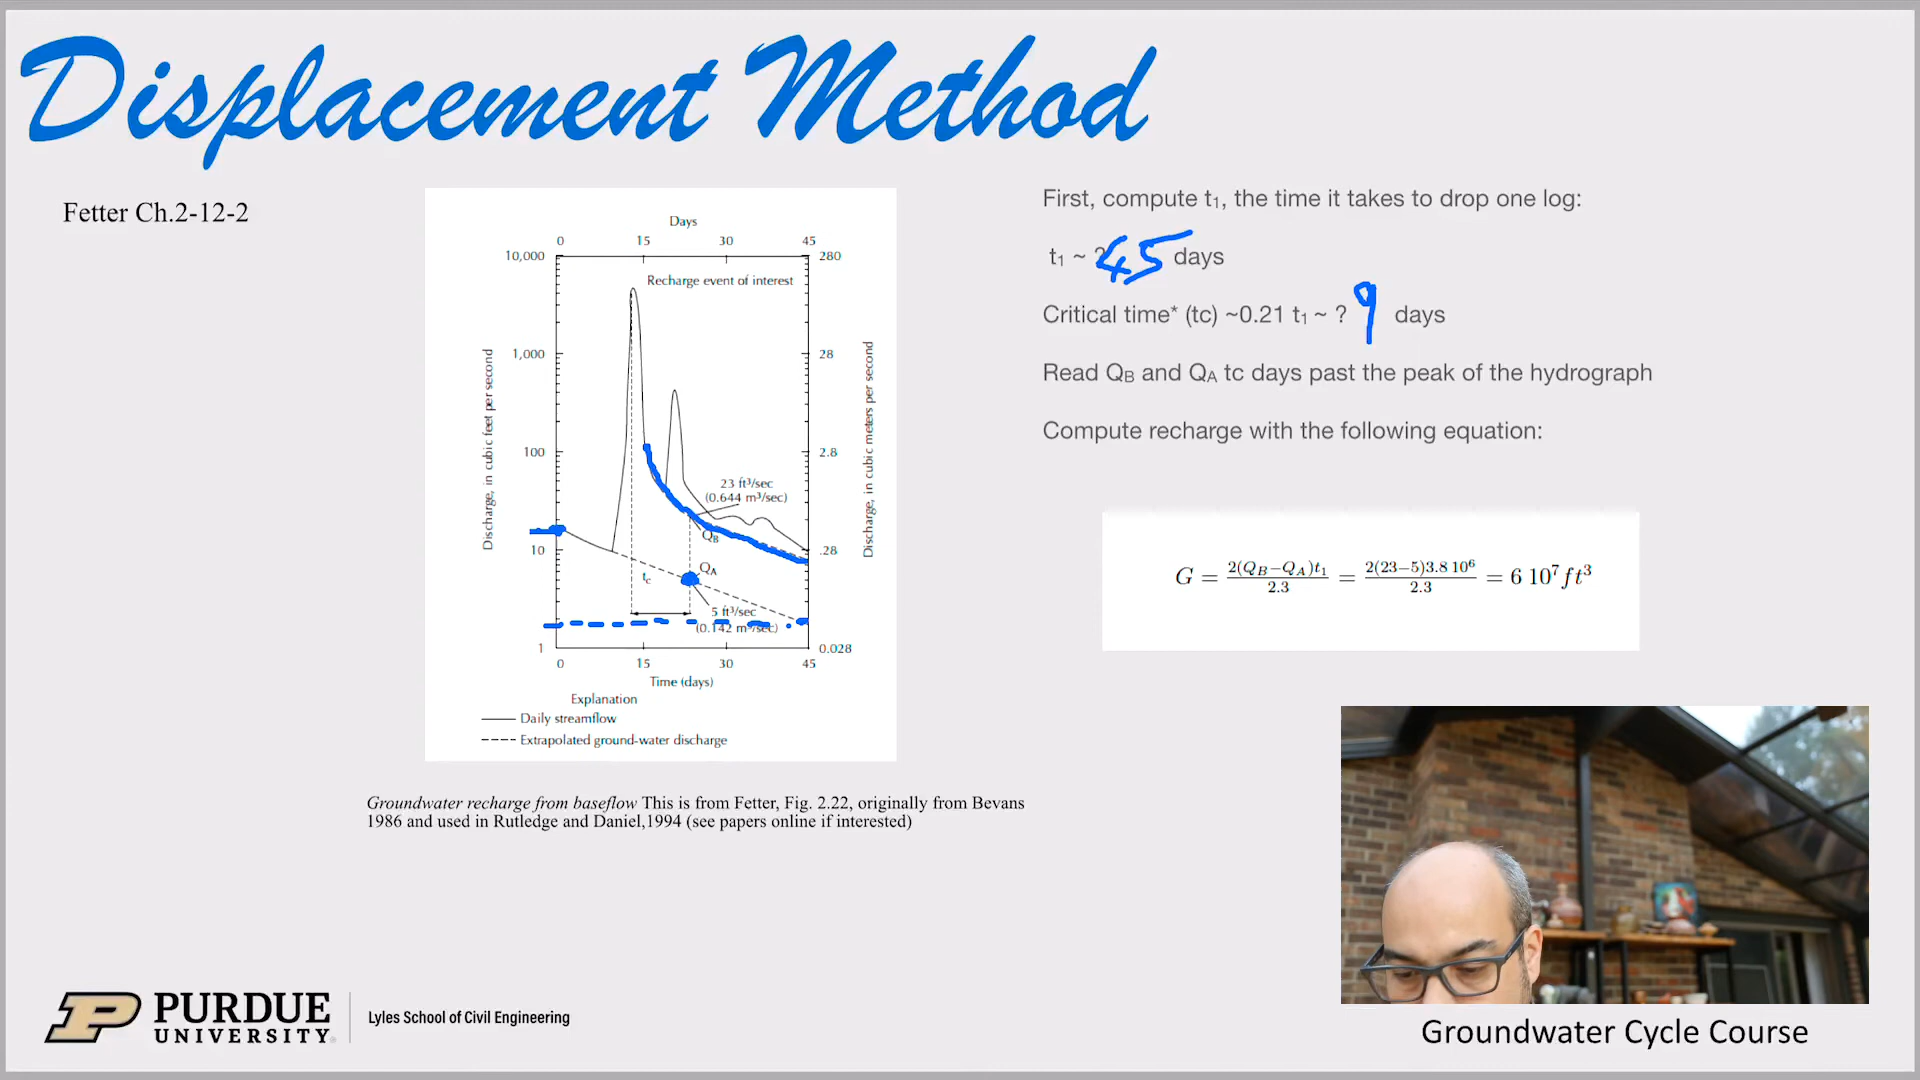 Displacement Method
Fetter Ch.2-12-2
Days
0 15 30 45
10,000 280
Recharge event of interest
1,000 28
100 2.8
23 ft³/sec
(0.644 m³/sec)
QB
10 .28
QA
tc
5 ft³/sec
(0.142 m³/sec)
1 0.028
0 15 30 45
Time (days)
Discharge, in cubic feet per second
Discharge, in cubic meters per second
Explanation
Daily streamflow
Extrapolated ground-water discharge
Groundwater recharge from baseflow This is from Fetter, Fig. 2.22, originally from Bevans
1986 and used in Rutledge and Daniel,1994 (see papers online if interested)
First, compute t₁, the time it takes to drop one log:
t₁ ~ ? 45 days
Critical time* (tc) ~0.21 t₁ ~ ? 9 days
Read QB and QA tc days past the peak of the hydrograph
Compute recharge with the following equation:
G = 2(QB−QA)t₁/2.3 = 2(23−5)3.8 10⁶/2.3 = 6 10⁷ft³
PURDUE
UNIVERSITY
Lyles School of Civil Engineering
Groundwater Cycle Course